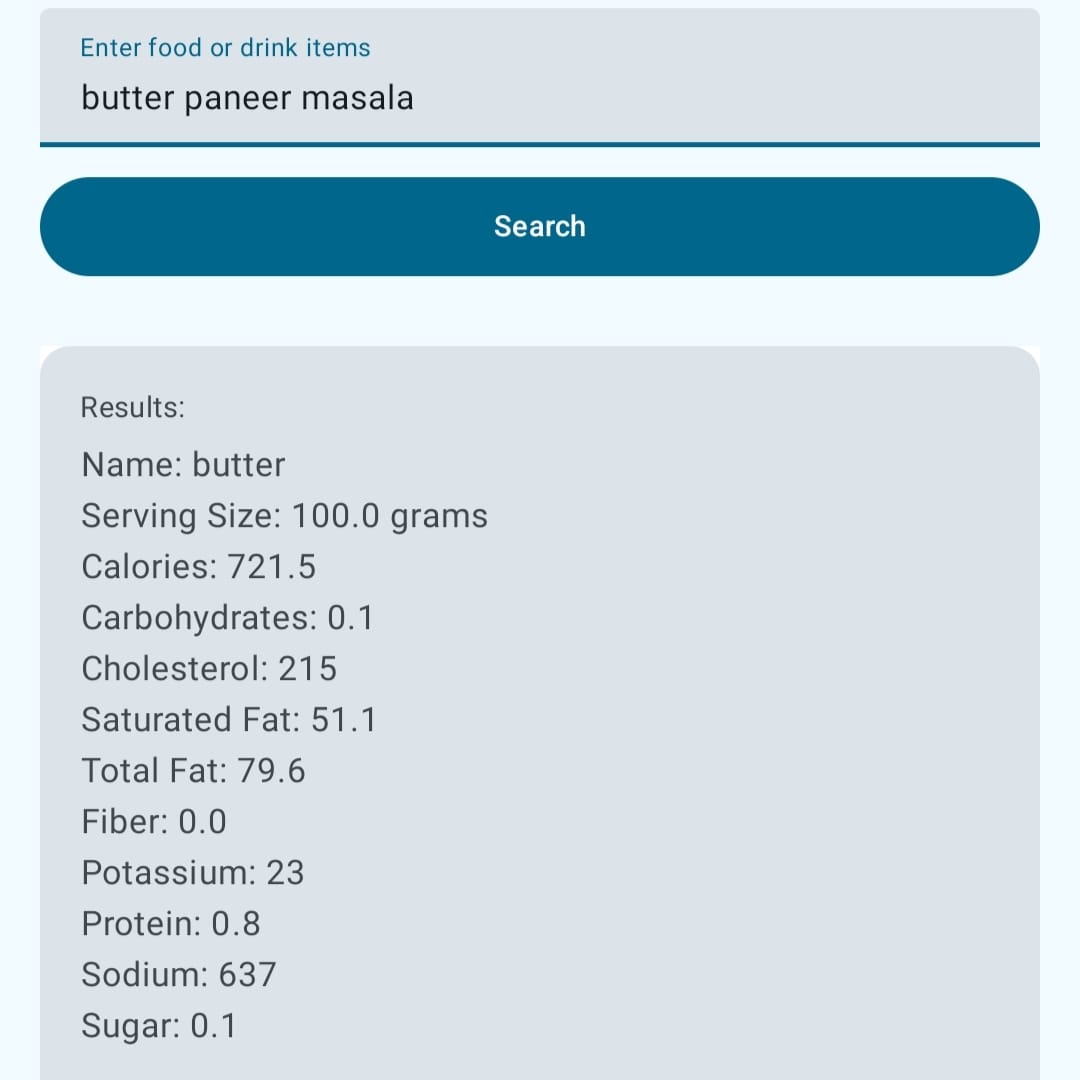 Enter food or drink items
butter paneer masala
Search
Results:
Name: butter
Serving Size: 100.0 grams
Calories: 721.5
Carbohydrates: 0.1
Cholesterol: 215
Saturated Fat: 51.1
Total Fat: 79.6
Fiber: 0.0
Potassium: 23
Protein: 0.8
Sodium: 637
Sugar: 0.1